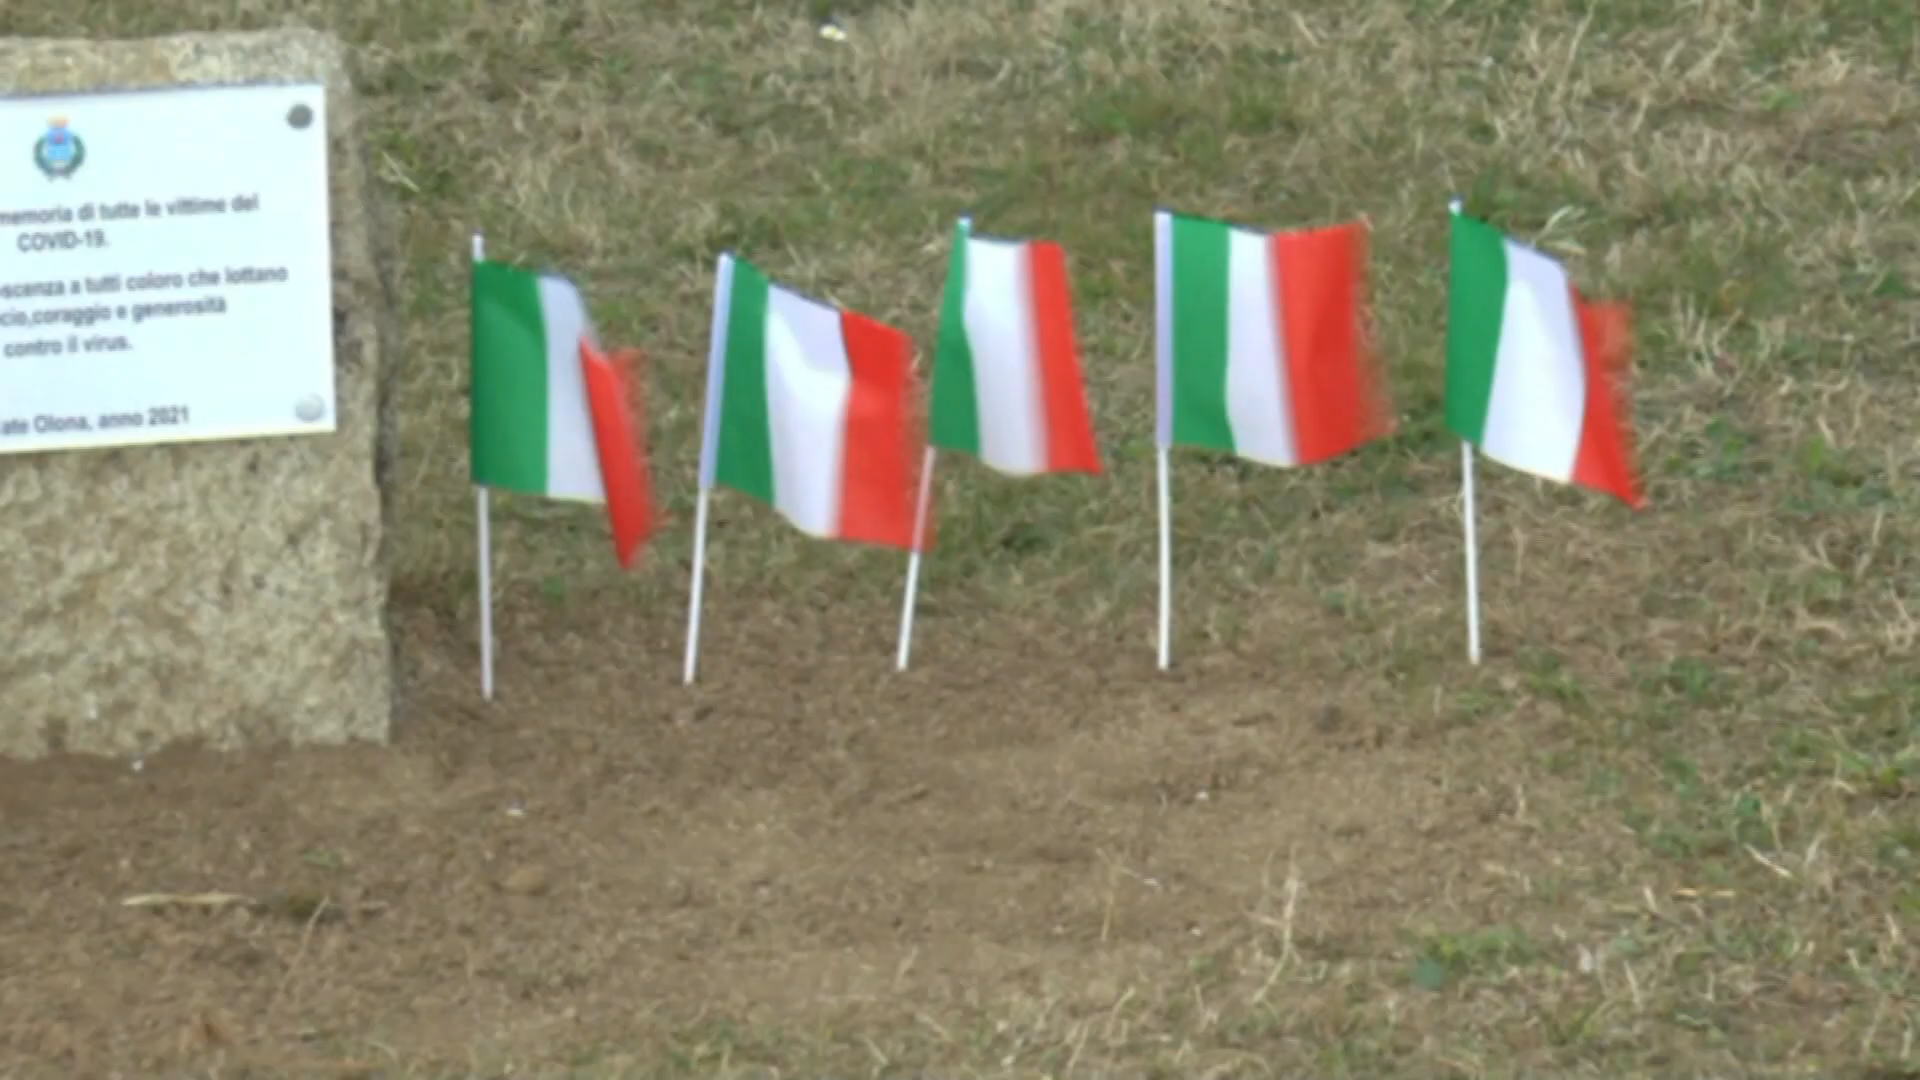 memoria di tutte le vittime del
COVID-19.
scenza a tutti coloro che lottano
cio,coraggio e generosità
contro il virus.
ate Olona, anno 2021